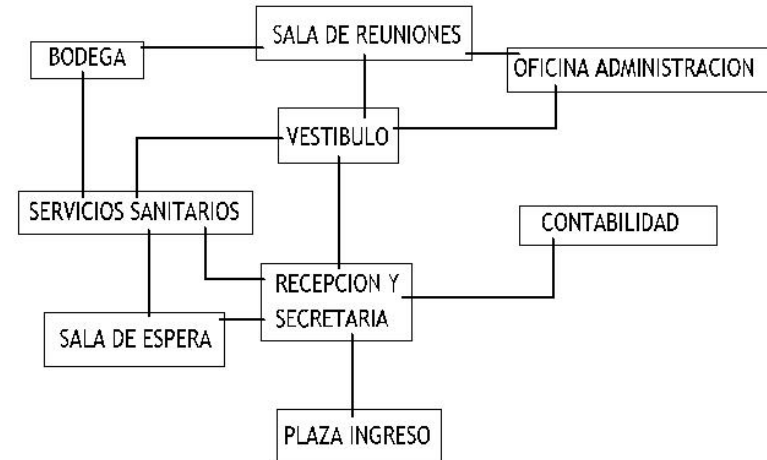 SALA DE REUNIONES
BODEGA
OFICINA ADMINISTRACION
VESTIBULO
SERVICIOS SANITARIOS
CONTABILIDAD
RECEPCION Y
SECRETARIA
SALA DE ESPERA
PLAZA INGRESO